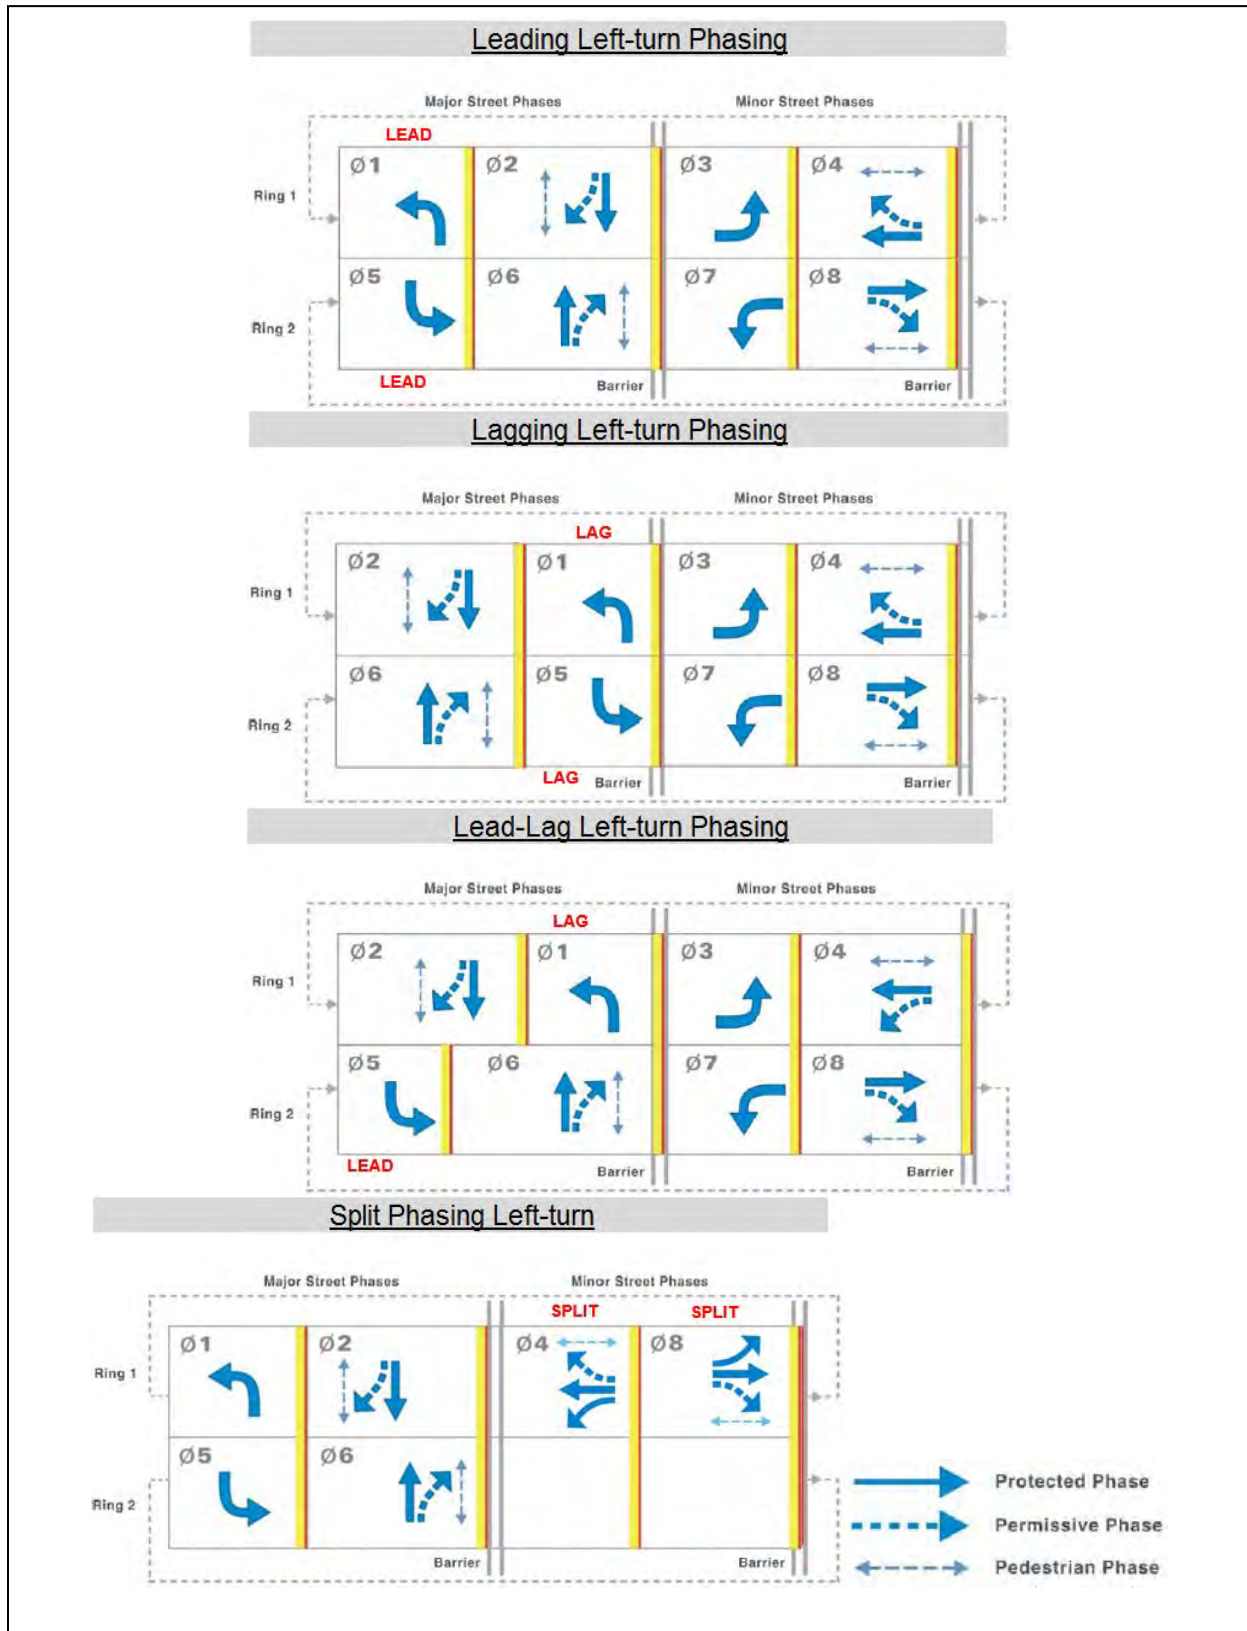 Leading Left-turn Phasing
Major Street Phases Minor Street Phases
LEAD
Ø1 Ø2 Ø3 Ø4
Ring 1
Ø5 Ø6 Ø7 Ø8
Ring 2
LEAD Barrier Barrier
Lagging Left-turn Phasing
Major Street Phases Minor Street Phases
LAG
Ø2 Ø1 Ø3 Ø4
Ring 1
Ø6 Ø5 Ø7 Ø8
Ring 2
LAG Barrier Barrier
Lead-Lag Left-turn Phasing
Major Street Phases Minor Street Phases
LAG
Ø2 Ø1 Ø3 Ø4
Ring 1
Ø5 Ø6 Ø7 Ø8
Ring 2
LEAD Barrier Barrier
Split Phasing Left-turn
Major Street Phases Minor Street Phases
SPLIT SPLIT
Ø1 Ø2 Ø4 Ø8
Ring 1
Ø5 Ø6
Ring 2
Barrier Barrier
Protected Phase
Permissive Phase
Pedestrian Phase